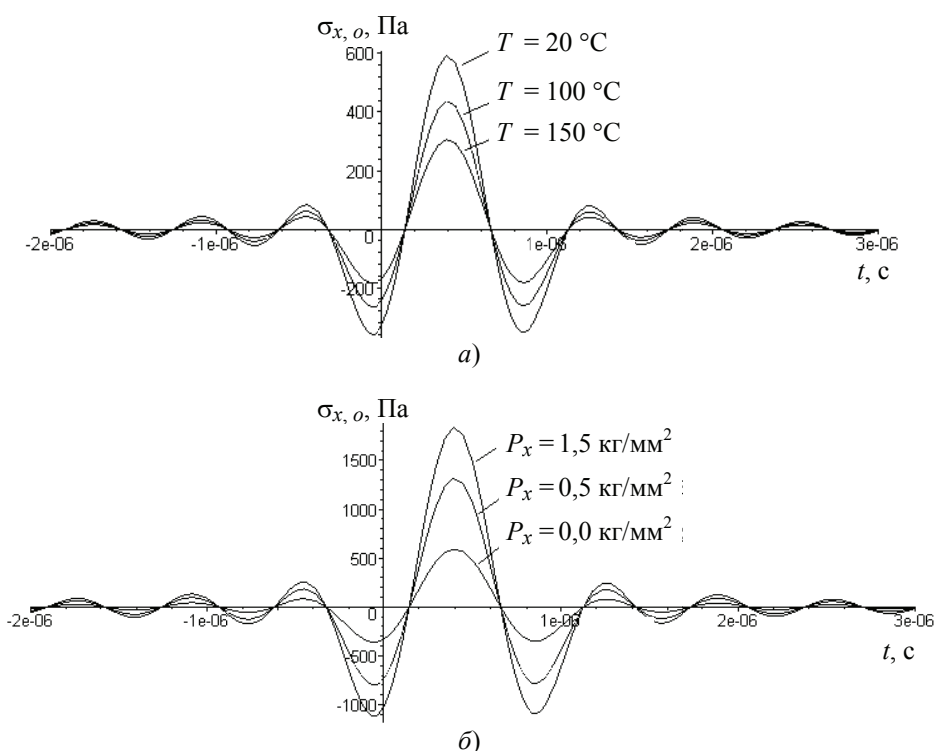 σx, o, Па
T = 20 °C
T = 100 °C
T = 150 °C
600
400
200
0
-200
-2e-06
-1e-06
1e-06
2e-06
3e-06
t, с
а)
σx, o, Па
Px = 1,5 кг/мм²
Px = 0,5 кг/мм²
Px = 0,0 кг/мм²
1500
1000
500
0
-500
-1000
-2e-06
-1e-06
1e-06
2e-06
3e-06
t, с
б)